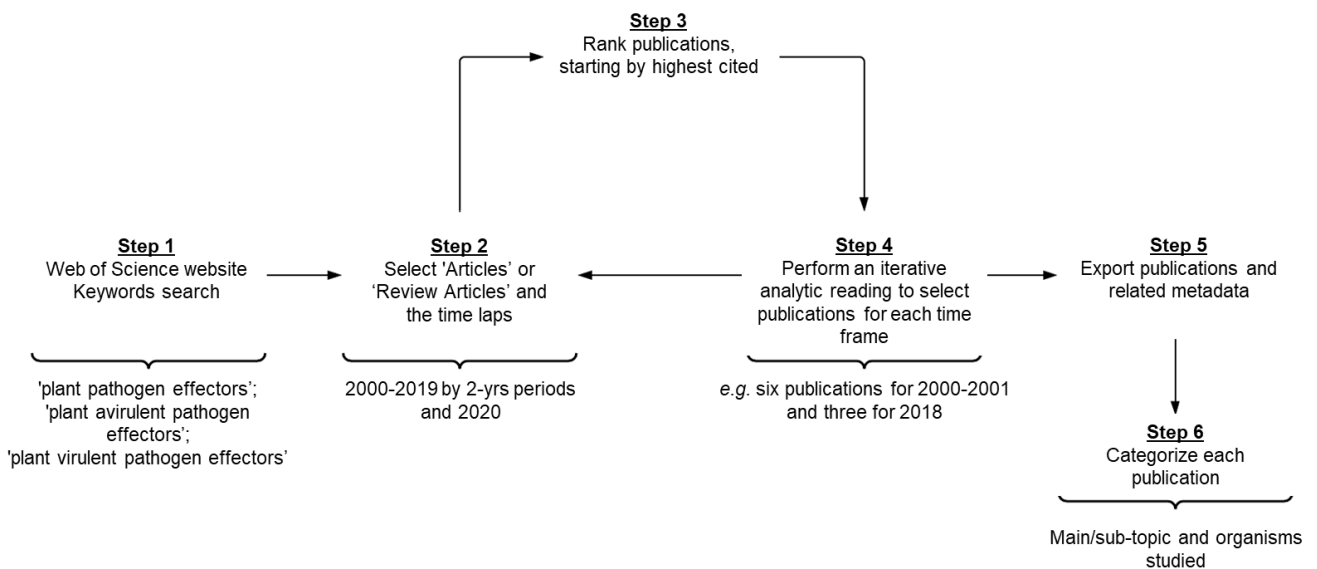 Step 3
Rank publications,
starting by highest cited
Step 1
Web of Science website
Keywords search
'plant pathogen effectors’;
'plant avirulent pathogen
effectors’;
'plant virulent pathogen effectors’
Step 2
Select 'Articles’ or
‘Review Articles’ and
the time laps
2000-2019 by 2-yrs periods
and 2020
Step 4
Perform an iterative
analytic reading to select
publications for each time
frame
e.g. six publications for 2000-2001
and three for 2018
Step 5
Export publications and
related metadata
Step 6
Categorize each
publication
Main/sub-topic and organisms
studied